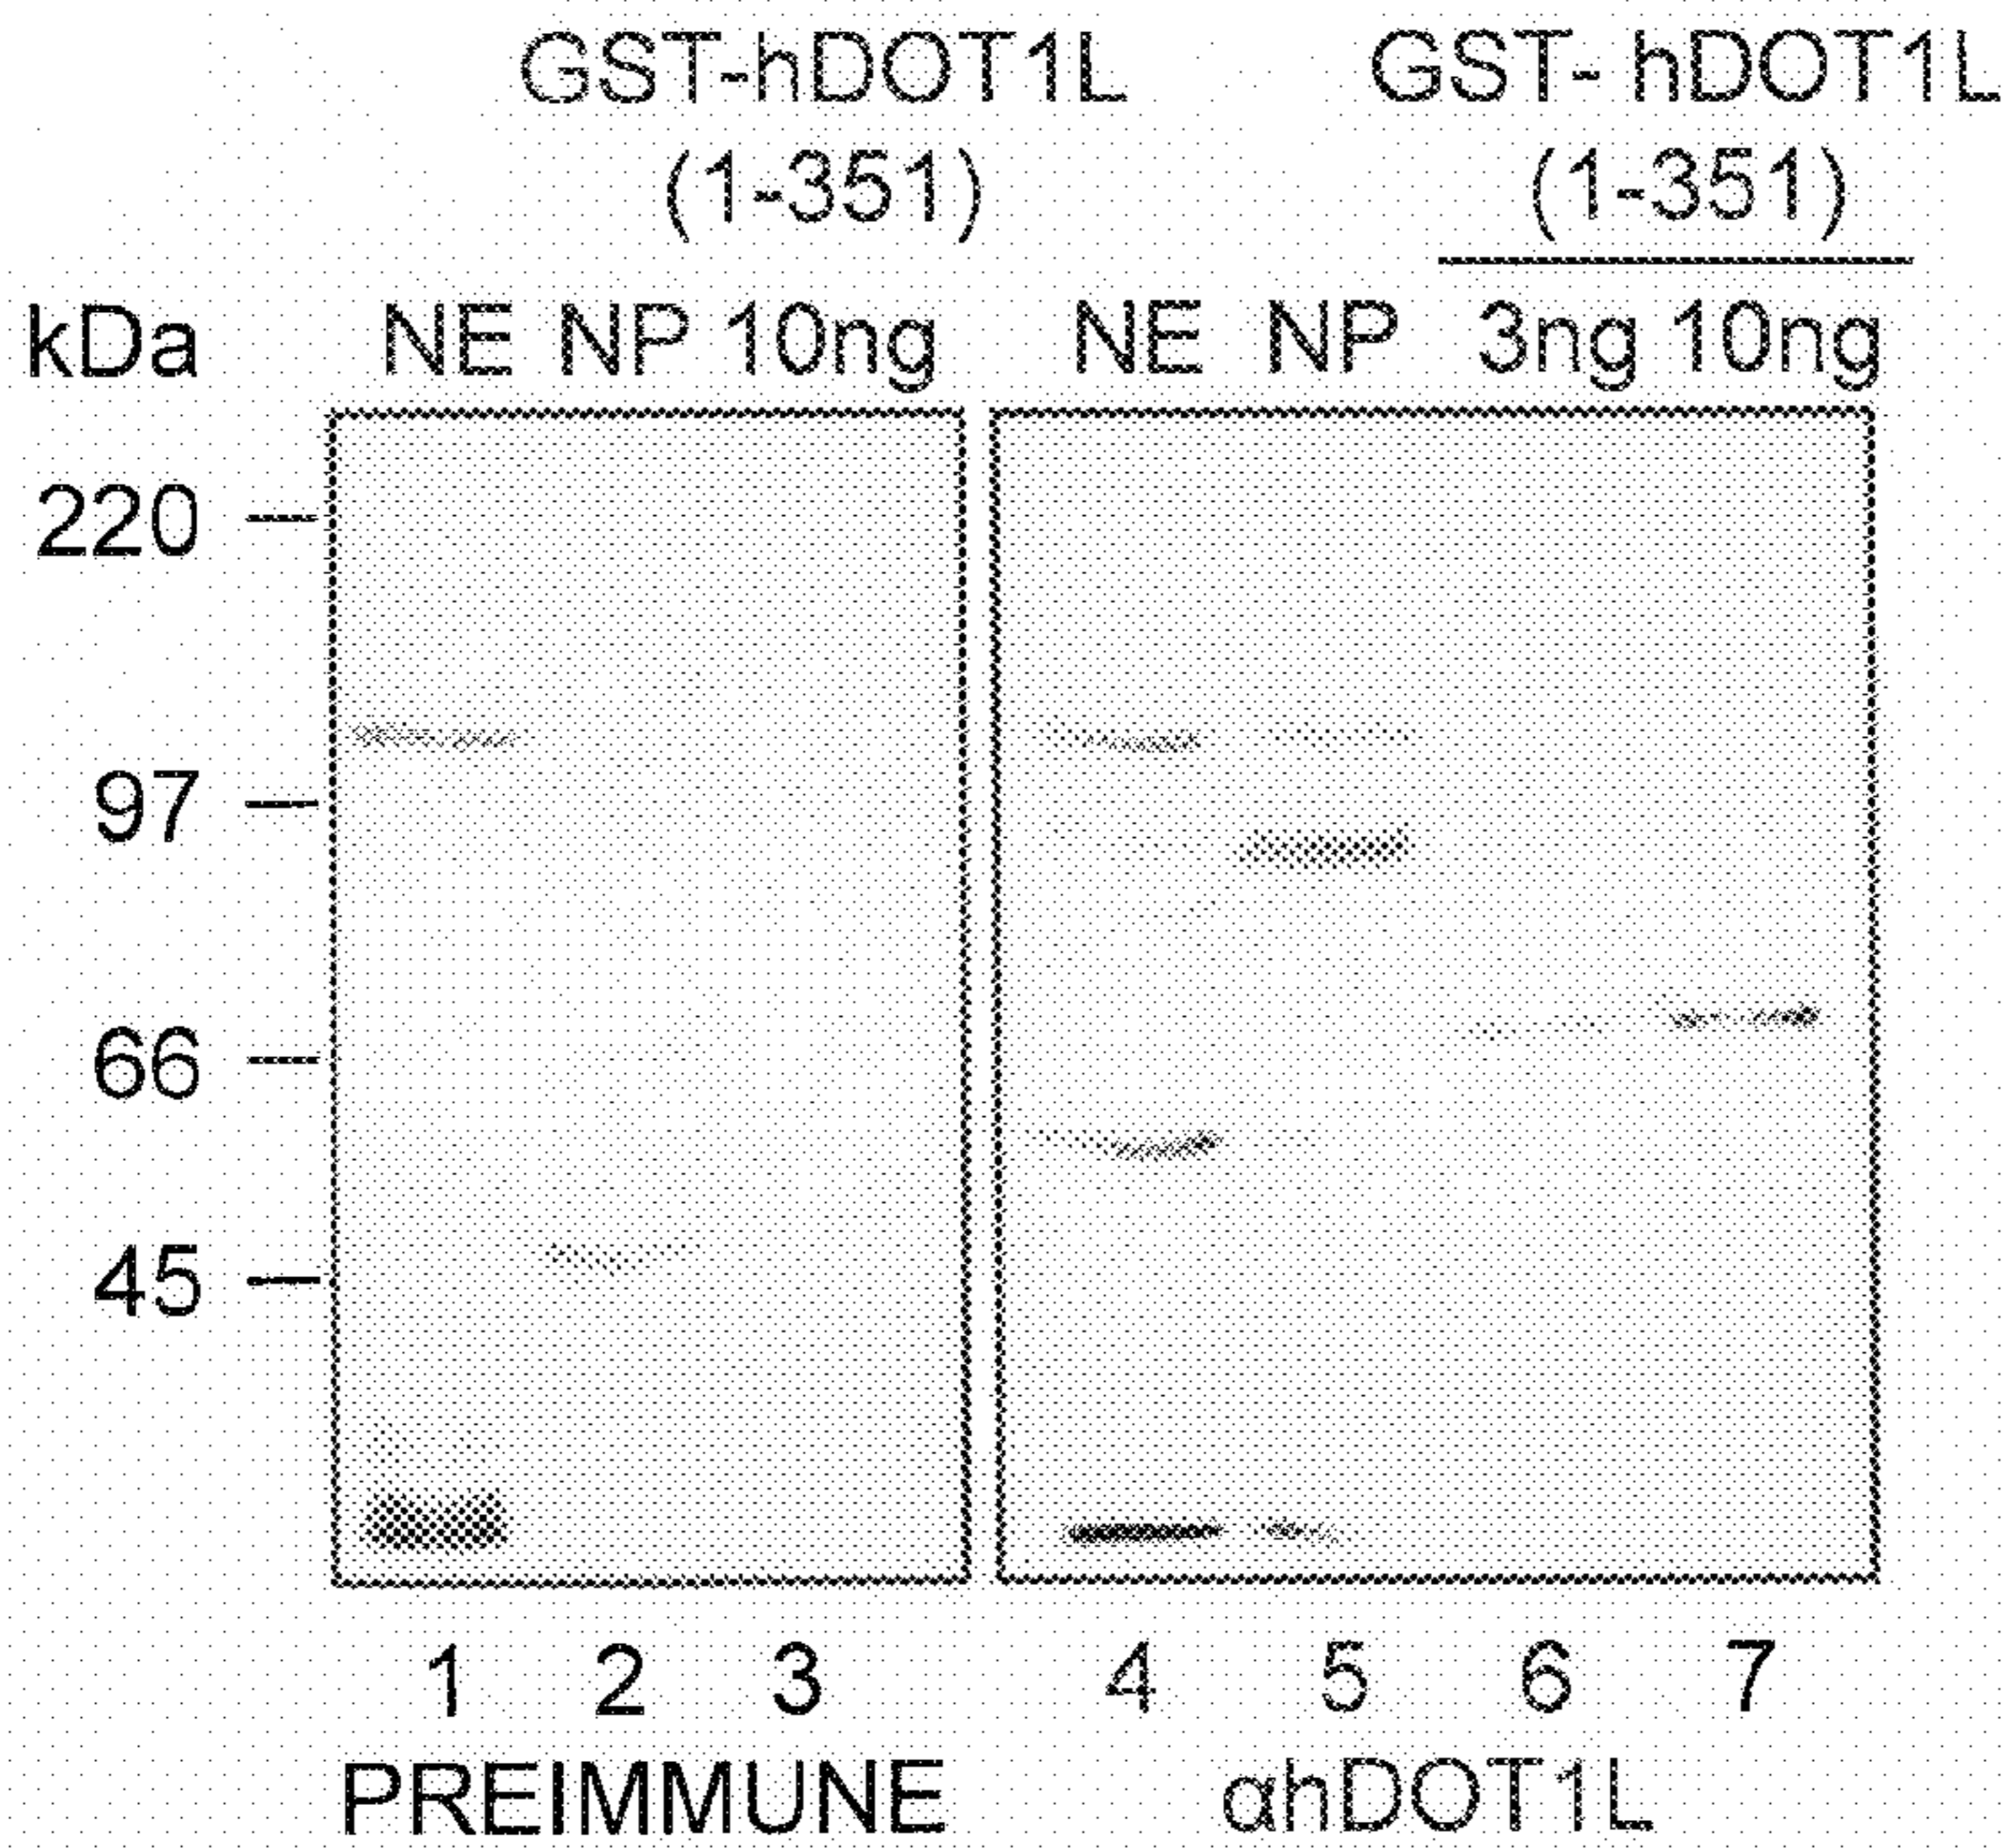 GST-hDOT1L GST- hDOT1L
(1-351) (1-351)
kDa NE NP 10ng NE NP 3ng 10ng
220
97
66
45
1 2 3 4 5 6 7
PREIMMUNE αhDOT1L